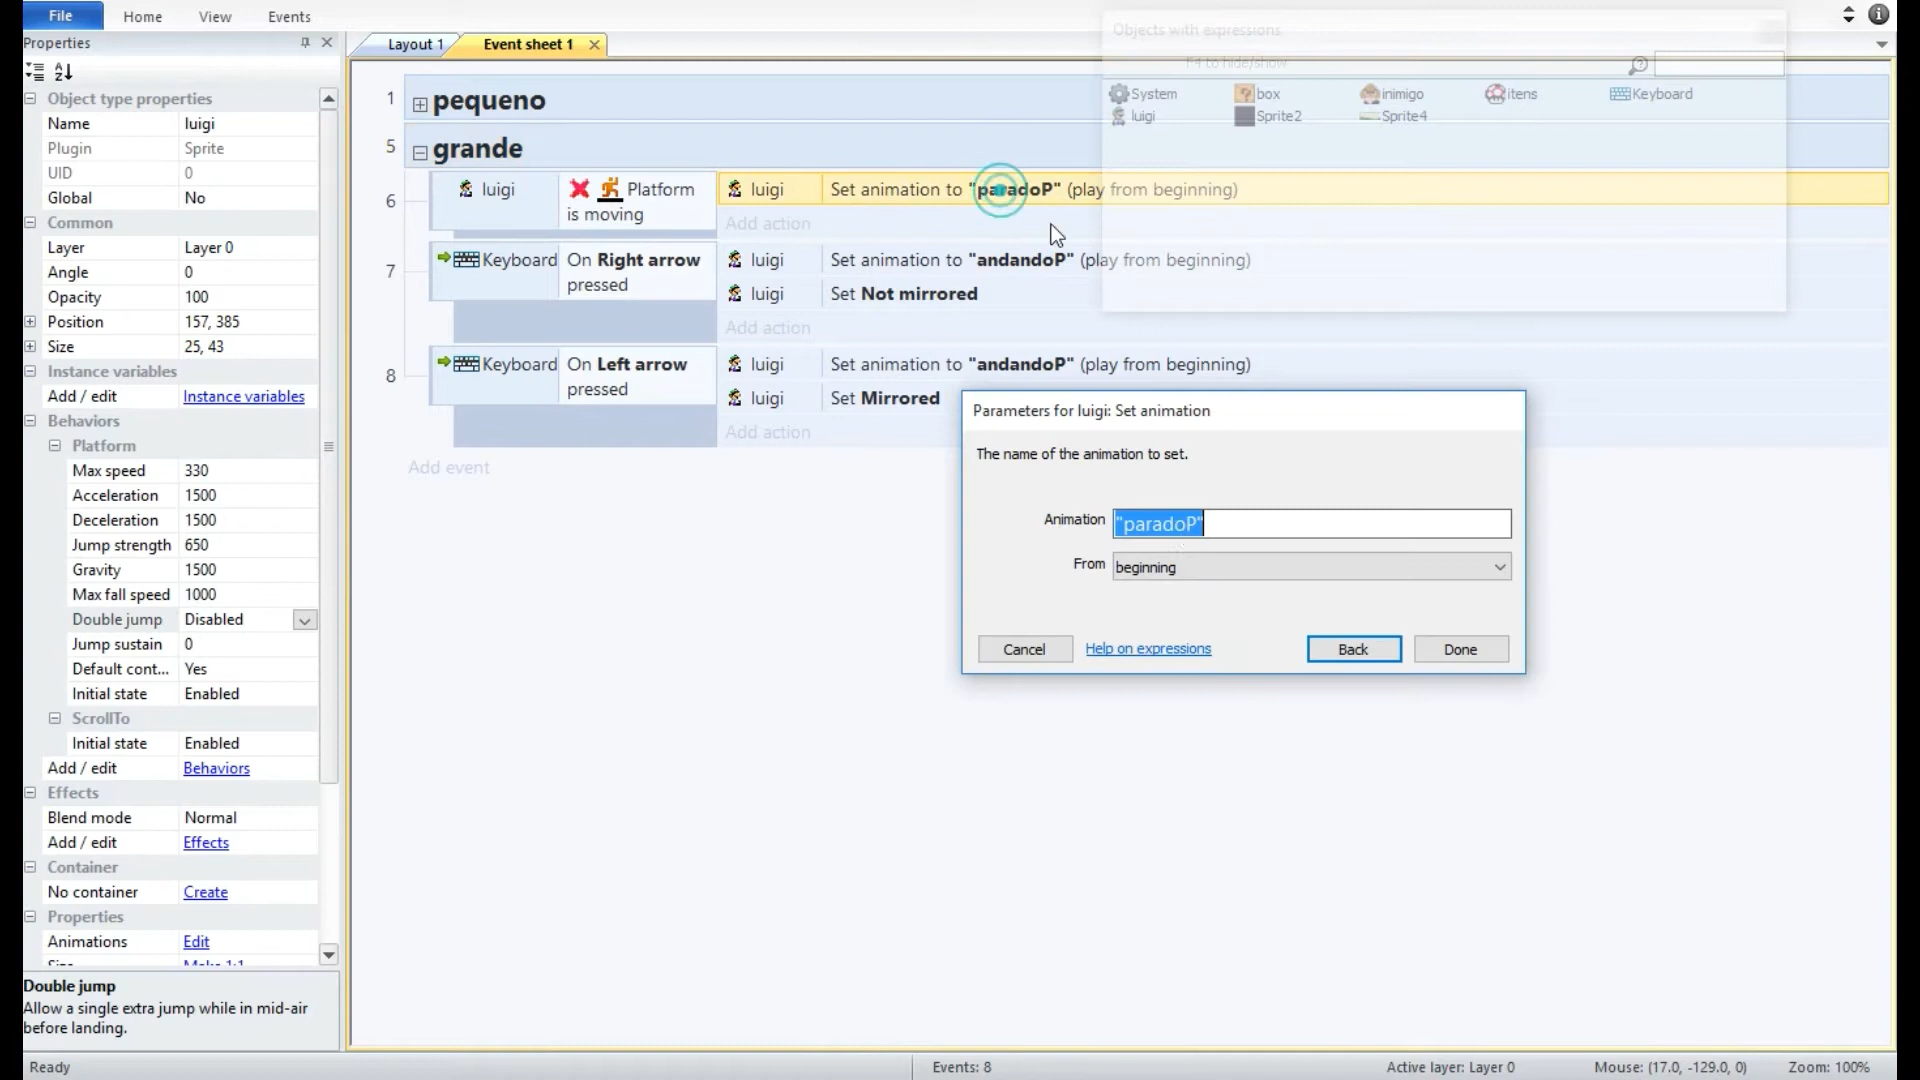 File Home View Events
Properties
Layout 1 Event sheet 1
Objects with expressions
F4 to hide/show
System box inimigo itens Keyboard
luigi Sprite2 Sprite4
Object type properties
Name luigi
Plugin Sprite
UID 0
Global No
Common
Layer Layer 0
Angle 0
Opacity 100
Position 157, 385
Size 25, 43
Instance variables
Add / edit Instance variables
Behaviors
Platform
Max speed 330
Acceleration 1500
Deceleration 1500
Jump strength 650
Gravity 1500
Max fall speed 1000
Double jump Disabled
Jump sustain 0
Default cont... Yes
Initial state Enabled
ScrollTo
Initial state Enabled
Add / edit Behaviors
Effects
Blend mode Normal
Add / edit Effects
Container
No container Create
Properties
Animations Edit
Size Make 1:1
Double jump
Allow a single extra jump while in mid-air
before landing.
1 pequeno
5 grande
6 luigi Platform
is moving
luigi Set animation to "paradoP" (play from beginning)
Add action
7 Keyboard On Right arrow
pressed
luigi Set animation to "andandoP" (play from beginning)
luigi Set Not mirrored
Add action
8 Keyboard On Left arrow
pressed
luigi Set animation to "andandoP" (play from beginning)
luigi Set Mirrored
Add action
Add event
Parameters for luigi: Set animation
The name of the animation to set.
Animation "paradoP"
From beginning
Cancel Help on expressions Back Done
Ready Events: 8 Active layer: Layer 0 Mouse: (17.0, -129.0, 0) Zoom: 100%